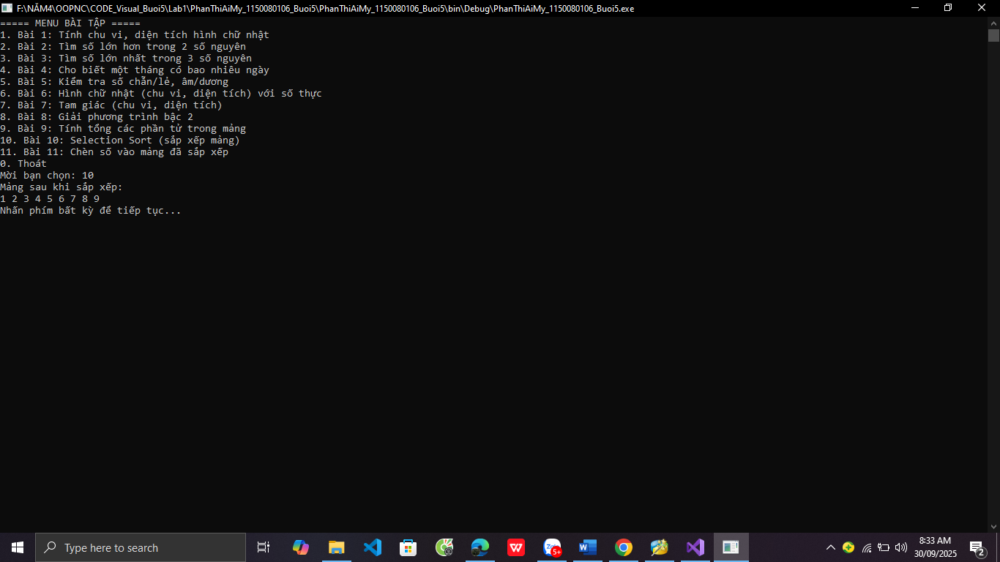 F:\NĂM4\OOPNC\CODE_Visual_Buoi5\Lab1\PhanThiAiMy_1150080106_Buoi5\PhanThiAiMy_1150080106_Buoi5\bin\Debug\PhanThiAiMy_1150080106_Buoi5.exe
===== MENU BÀI TẬP =====
1. Bài 1: Tính chu vi, diện tích hình chữ nhật
2. Bài 2: Tìm số lớn hơn trong 2 số nguyên
3. Bài 3: Tìm số lớn nhất trong 3 số nguyên
4. Bài 4: Cho biết một tháng có bao nhiêu ngày
5. Bài 5: Kiểm tra số chẵn/lẻ, âm/dương
6. Bài 6: Hình chữ nhật (chu vi, diện tích) với số thực
7. Bài 7: Tam giác (chu vi, diện tích)
8. Bài 8: Giải phương trình bậc 2
9. Bài 9: Tính tổng các phần tử trong mảng
10. Bài 10: Selection Sort (sắp xếp mảng)
11. Bài 11: Chèn số vào mảng đã sắp xếp
0. Thoát
Mời bạn chọn: 10
Mảng sau khi sắp xếp:
1 2 3 4 5 6 7 8 9
Nhấn phím bất kỳ để tiếp tục...
Type here to search
Zalo
5+
8:33 AM
30/09/2025
2